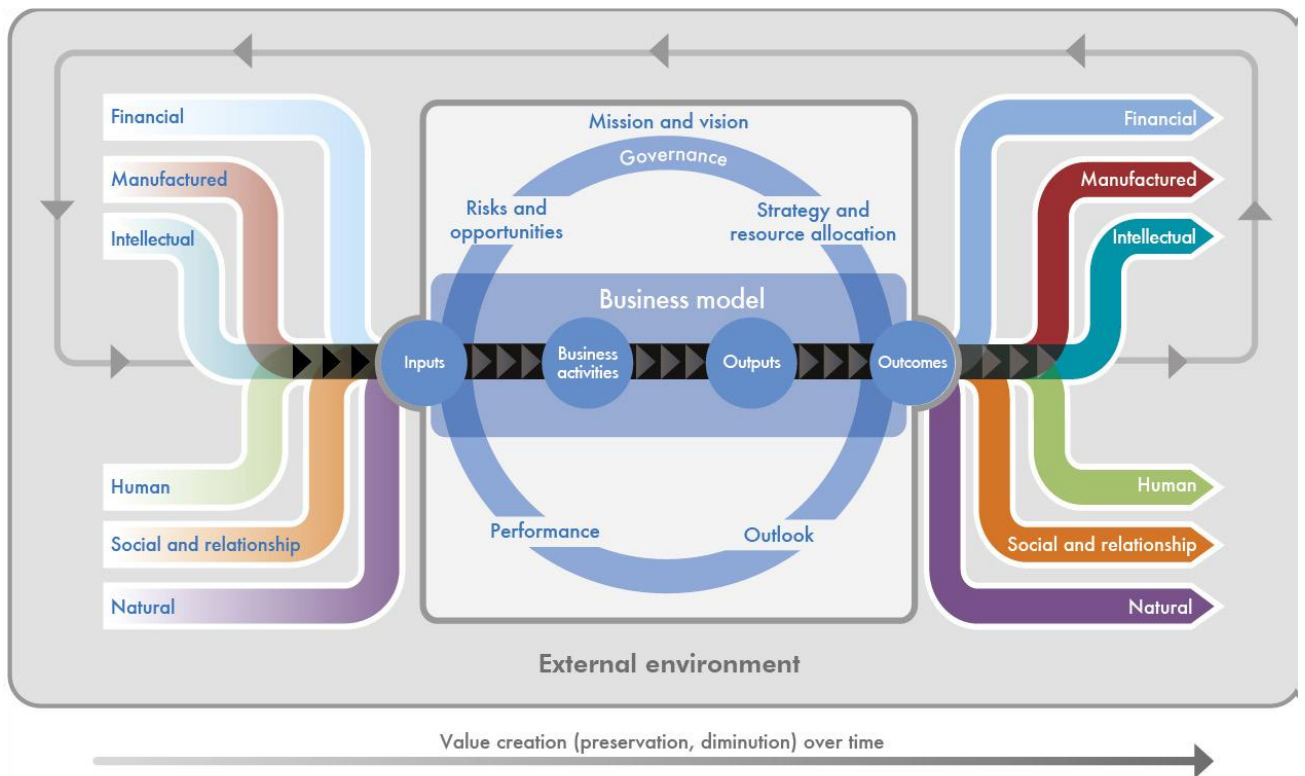 Financial
Manufactured
Intellectual
Human
Social and relationship
Natural
Mission and vision
Governance
Risks and
opportunities
Strategy and
resource allocation
Business model
Inputs
Business
activities
Outputs
Outcomes
Performance
Outlook
Financial
Manufactured
Intellectual
Human
Social and relationship
Natural
External environment
Value creation (preservation, diminution) over time